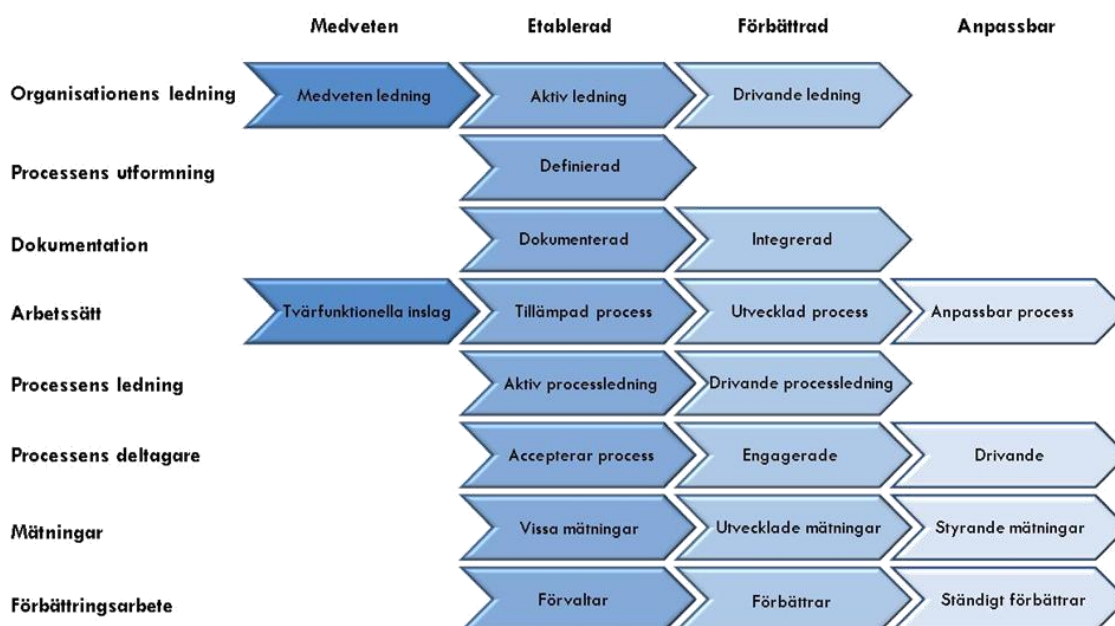 Medveten Etablerad Förbättrad Anpassbar
Organisationens ledning Medveten ledning Aktiv ledning Drivande ledning
Processens utformning Definierad
Dokumentation Dokumenterad Integrerad
Arbetssätt Tvärfunktionella inslag Tillämpad process Utvecklad process Anpassbar process
Processens ledning Aktiv processledning Drivande processledning
Processens deltagare Accepterar process Engagerade Drivande
Mätningar Vissa mätningar Utvecklade mätningar Styrande mätningar
Förbättringsarbete Förvaltar Förbättrar Ständigt förbättrar